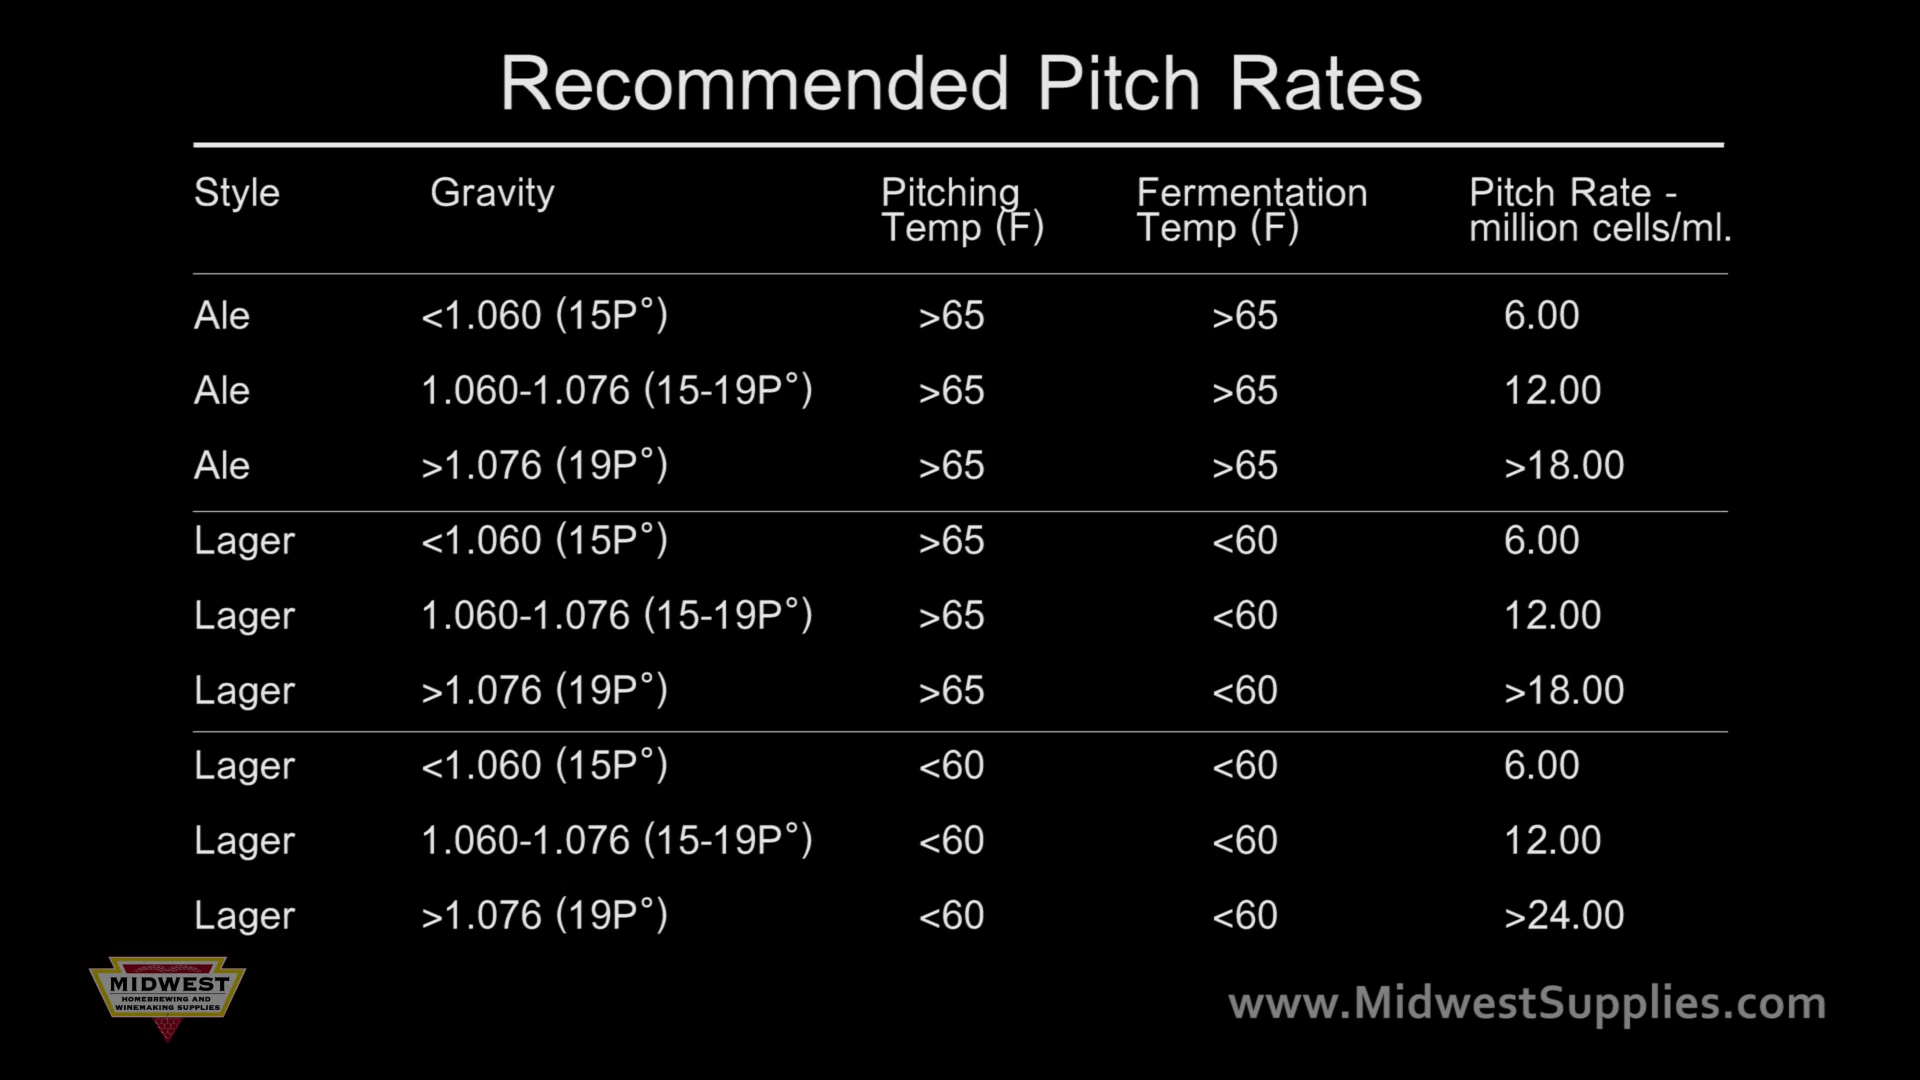 Recommended Pitch Rates
Style Gravity Pitching Temp (F) Fermentation Temp (F) Pitch Rate - million cells/ml.
Ale <1.060 (15P°) >65 >65 6.00
Ale 1.060-1.076 (15-19P°) >65 >65 12.00
Ale >1.076 (19P°) >65 >65 >18.00
Lager <1.060 (15P°) >65 <60 6.00
Lager 1.060-1.076 (15-19P°) >65 <60 12.00
Lager >1.076 (19P°) >65 <60 >18.00
Lager <1.060 (15P°) <60 <60 6.00
Lager 1.060-1.076 (15-19P°) <60 <60 12.00
Lager >1.076 (19P°) <60 <60 >24.00
MIDWEST
HOMEBREWING AND
WINEMAKING SUPPLIES
www.MidwestSupplies.com